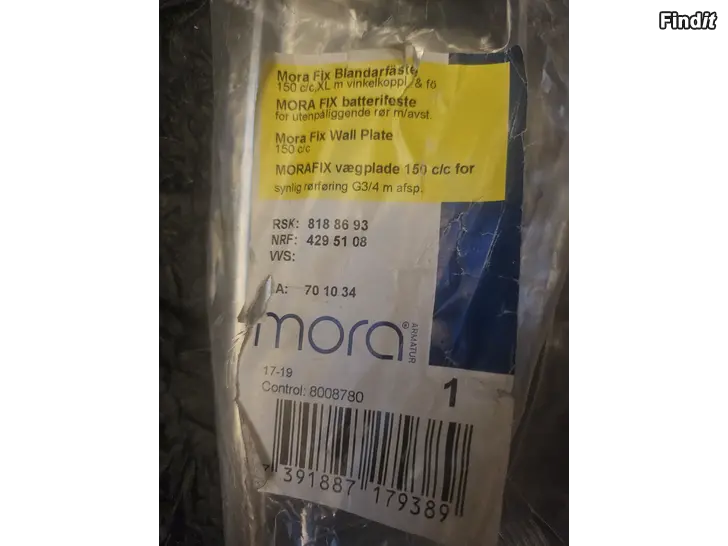 Findit
Mora Fix Blandarfäste
150 c/c,XL m vinkelkoppl. & fö
MORA FIX batterifeste
for utenpåliggende rør m/avst.
Mora Fix Wall Plate
150 c/c
MORAFIX vægplade 150 c/c for
synlig rørføring G3/4 m afsp.
RSK: 818 86 93
NRF: 429 51 08
VVS:
A: 70 10 34
mora®
ARMATUR
17-19
Control: 8008780
1
7 391887 179389